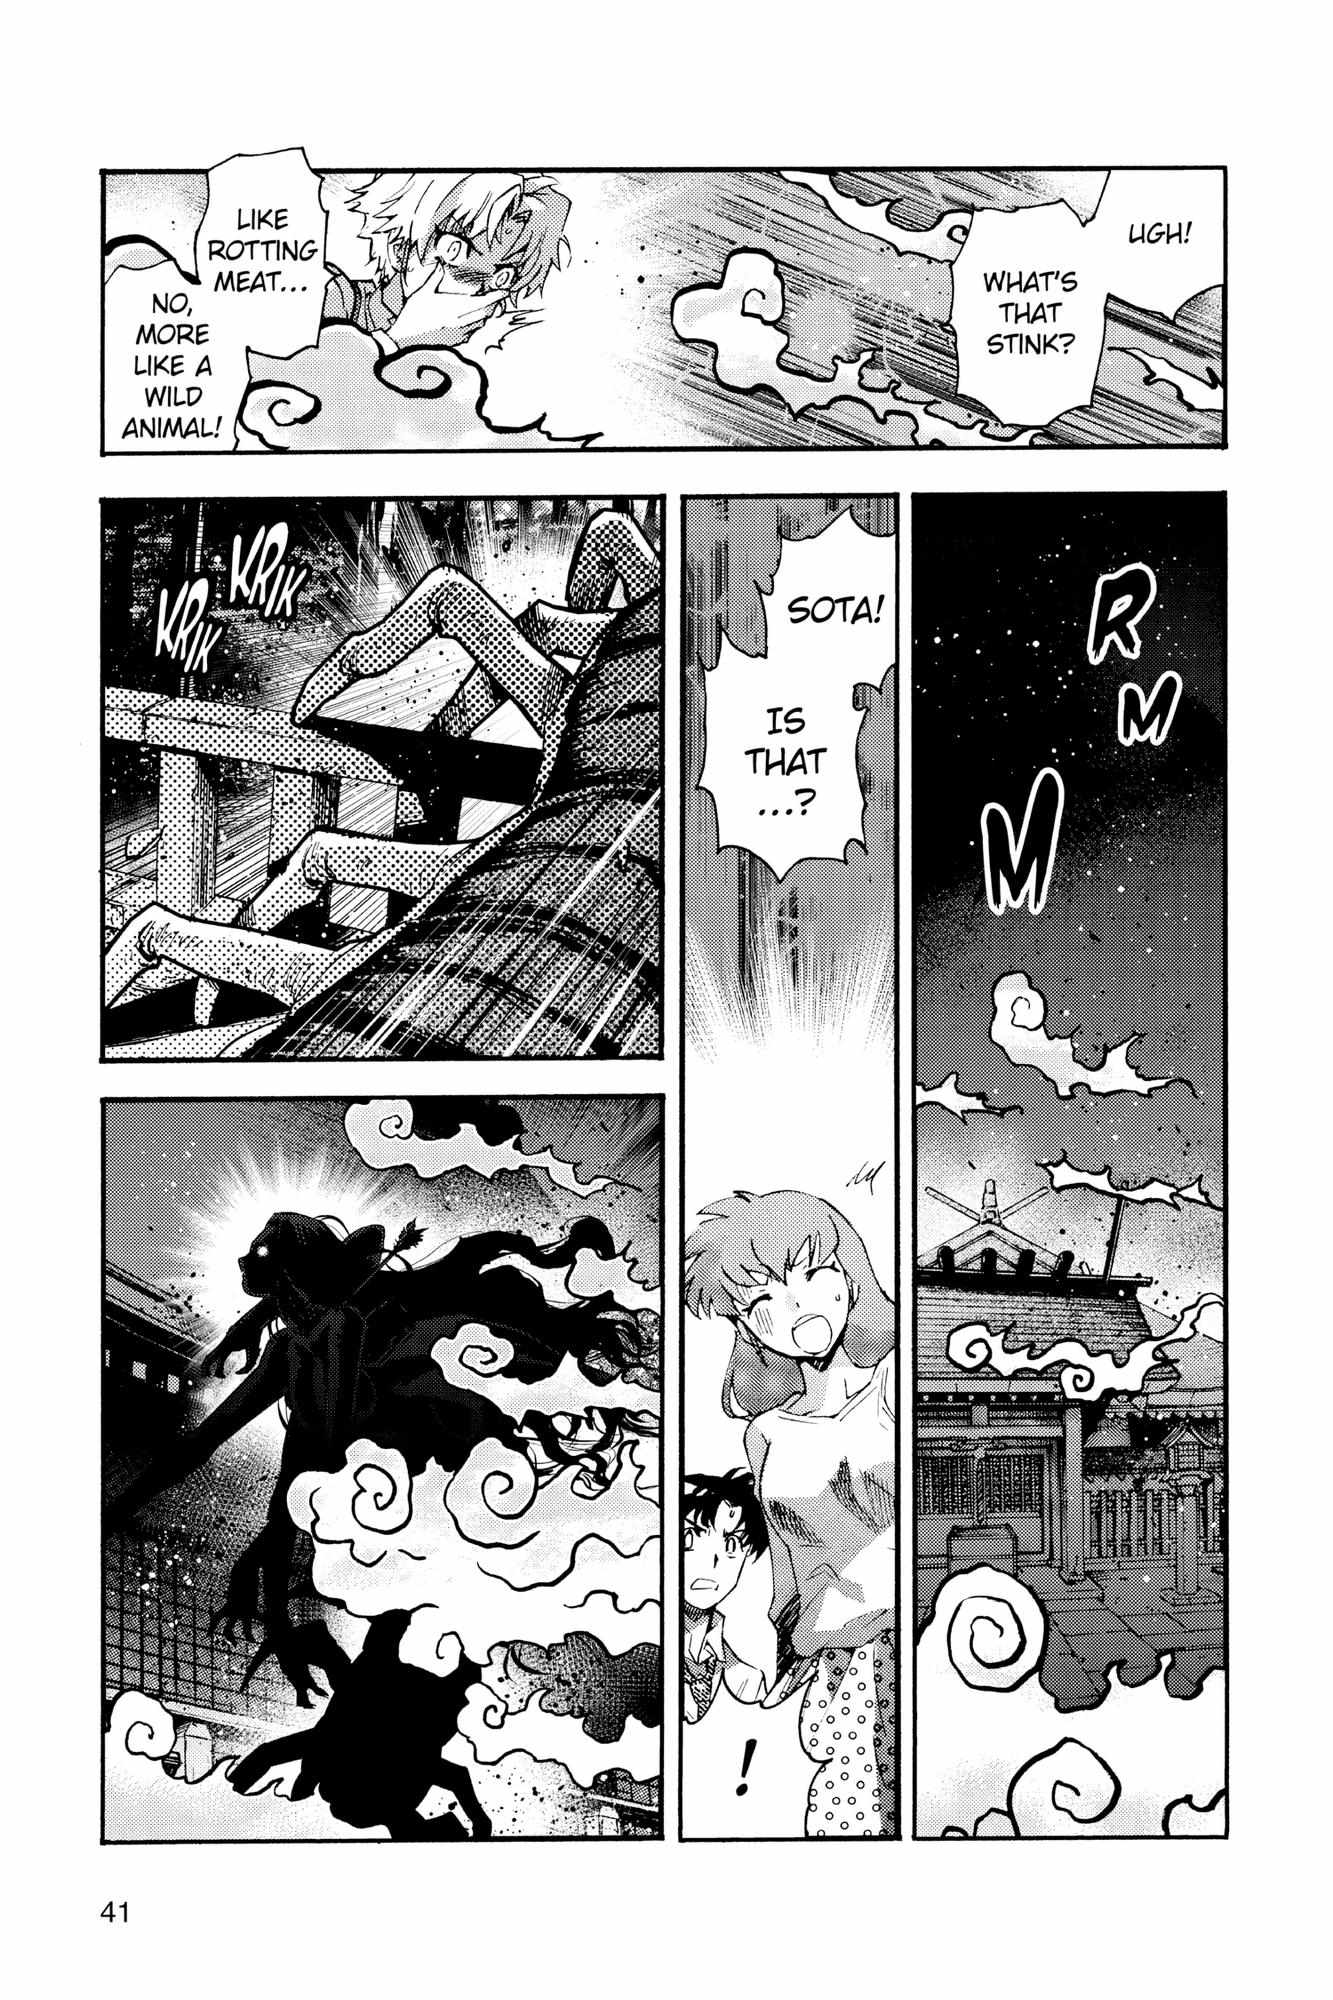 UGH!
WHAT'S
THAT
STINK?
LIKE
ROTTING
MEAT...
NO,
MORE
LIKE A
WILD
ANIMAL!
R
M
M
SOTA!
IS
THAT
...?
!
KRIK
KRIK
41